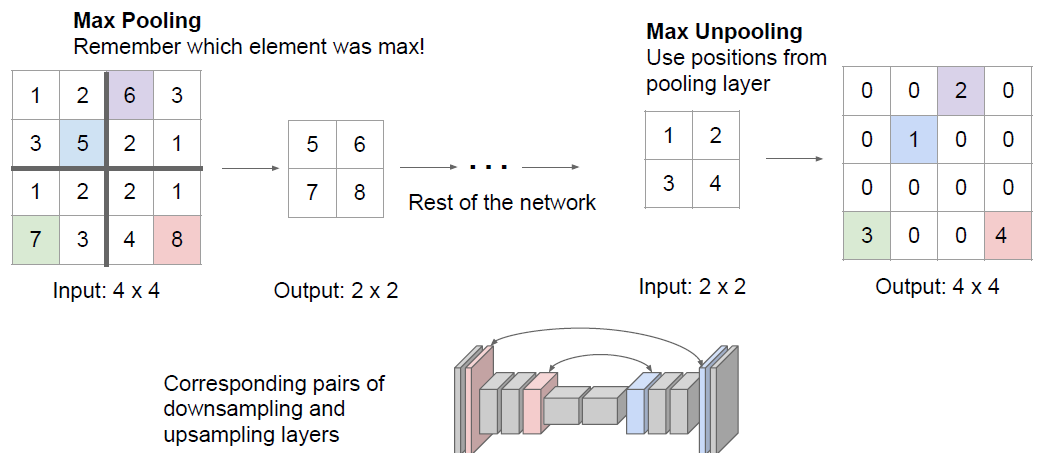 Max Pooling
Remember which element was max!
1 2 6 3
3 5 2 1
1 2 2 1
7 3 4 8
Input: 4 x 4
5 6
7 8
Output: 2 x 2
. . .
Rest of the network
Max Unpooling
Use positions from
pooling layer
1 2
3 4
Input: 2 x 2
0 0 2 0
0 1 0 0
0 0 0 0
3 0 0 4
Output: 4 x 4
Corresponding pairs of
downsampling and
upsampling layers